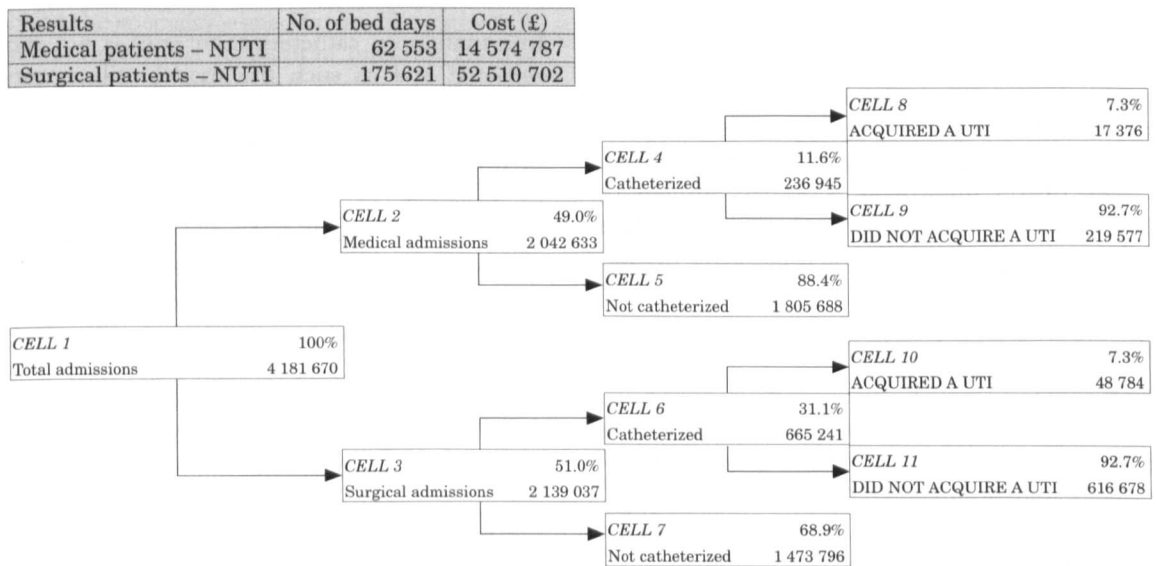 Results No. of bed days Cost (£)
Medical patients – NUTI 62 553 14 574 787
Surgical patients – NUTI 175 621 52 510 702
CELL 8 7.3%
ACQUIRED A UTI 17 376
CELL 4 11.6%
Catheterized 236 945
CELL 9 92.7%
DID NOT ACQUIRE A UTI 219 577
CELL 2 49.0%
Medical admissions 2 042 633
CELL 5 88.4%
Not catheterized 1 805 688
CELL 1 100%
Total admissions 4 181 670
CELL 10 7.3%
ACQUIRED A UTI 48 784
CELL 6 31.1%
Catheterized 665 241
CELL 11 92.7%
DID NOT ACQUIRE A UTI 616 678
CELL 3 51.0%
Surgical admissions 2 139 037
CELL 7 68.9%
Not catheterized 1 473 796